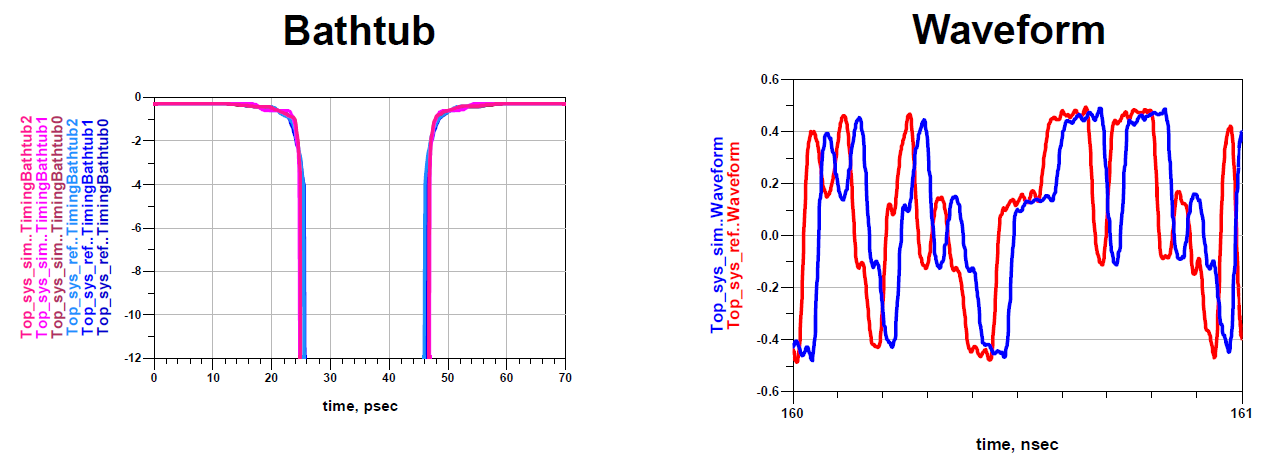 Bathtub
Top_sys_sim..TimingBathtub2
Top_sys_sim..TimingBathtub1
Top_sys_sim..TimingBathtub0
Top_sys_ref..TimingBathtub2
Top_sys_ref..TimingBathtub1
Top_sys_ref..TimingBathtub0
0
-2
-4
-6
-8
-10
-12
0 10 20 30 40 50 60 70
time, psec
Waveform
Top_sys_sim..Waveform
Top_sys_ref..Waveform
0.6
0.4
0.2
0.0
-0.2
-0.4
-0.6
160 161
time, nsec